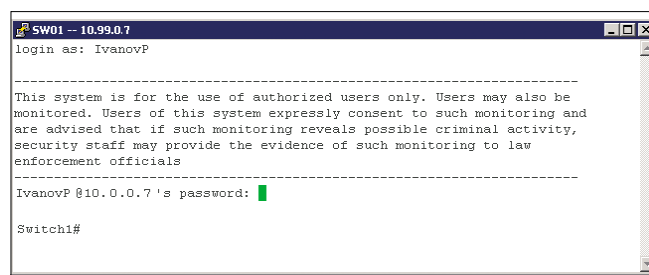 SW01 -- 10.99.0.7
login as: IvanovP
-----------------------------------------------------------------------
This system is for the use of authorized users only. Users may also be
monitored. Users of this system expressly consent to such monitoring and
are advised that if such monitoring reveals possible criminal activity,
security staff may provide the evidence of such monitoring to law
enforcement officials
-----------------------------------------------------------------------
IvanovP @10.0.0.7 's password:
Switch1#